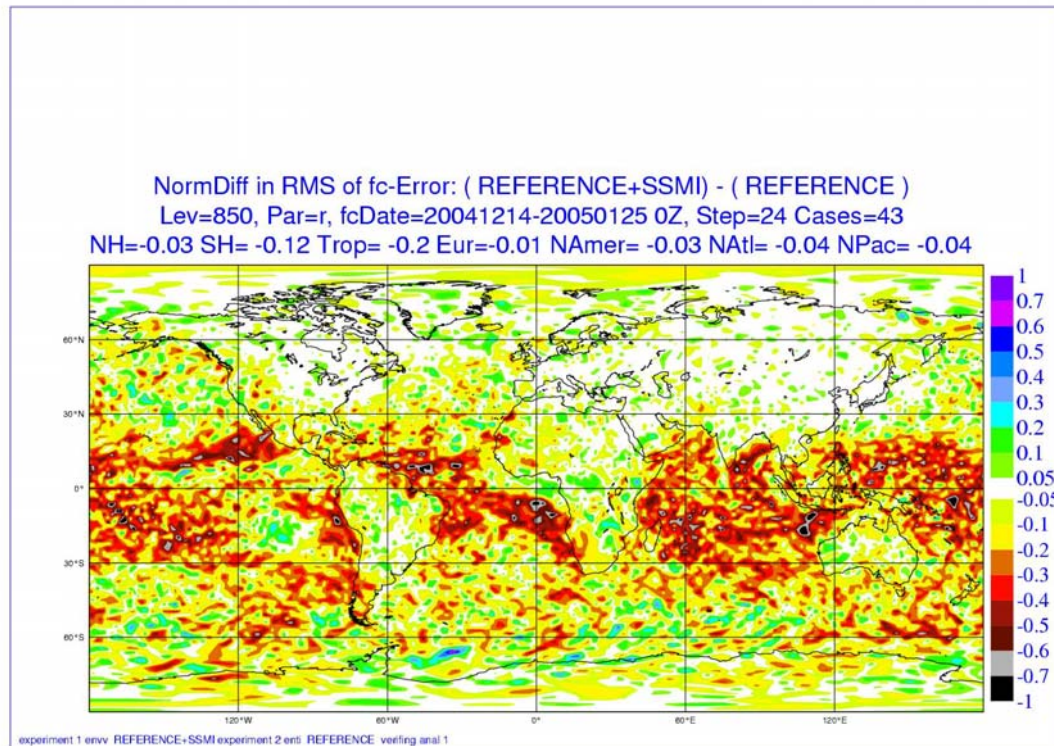 NormDiff in RMS of fc-Error: ( REFERENCE+SSMI) - ( REFERENCE )
Lev=850, Par=r, fcDate=20041214-20050125 0Z, Step=24 Cases=43
NH=-0.03 SH= -0.12 Trop= -0.2 Eur=-0.01 NAmer= -0.03 NAtl= -0.04 NPac= -0.04
60°N
30°N
0°
30°S
60°S
120°W
60°W
0°
60°E
120°E
1
0.7
0.6
0.5
0.4
0.3
0.2
0.1
0.05
-0.05
-0.1
-0.2
-0.3
-0.4
-0.5
-0.6
-0.7
-1
experiment 1 envv REFERENCE+SSMI experiment 2 enti REFERENCE verifing anal 1